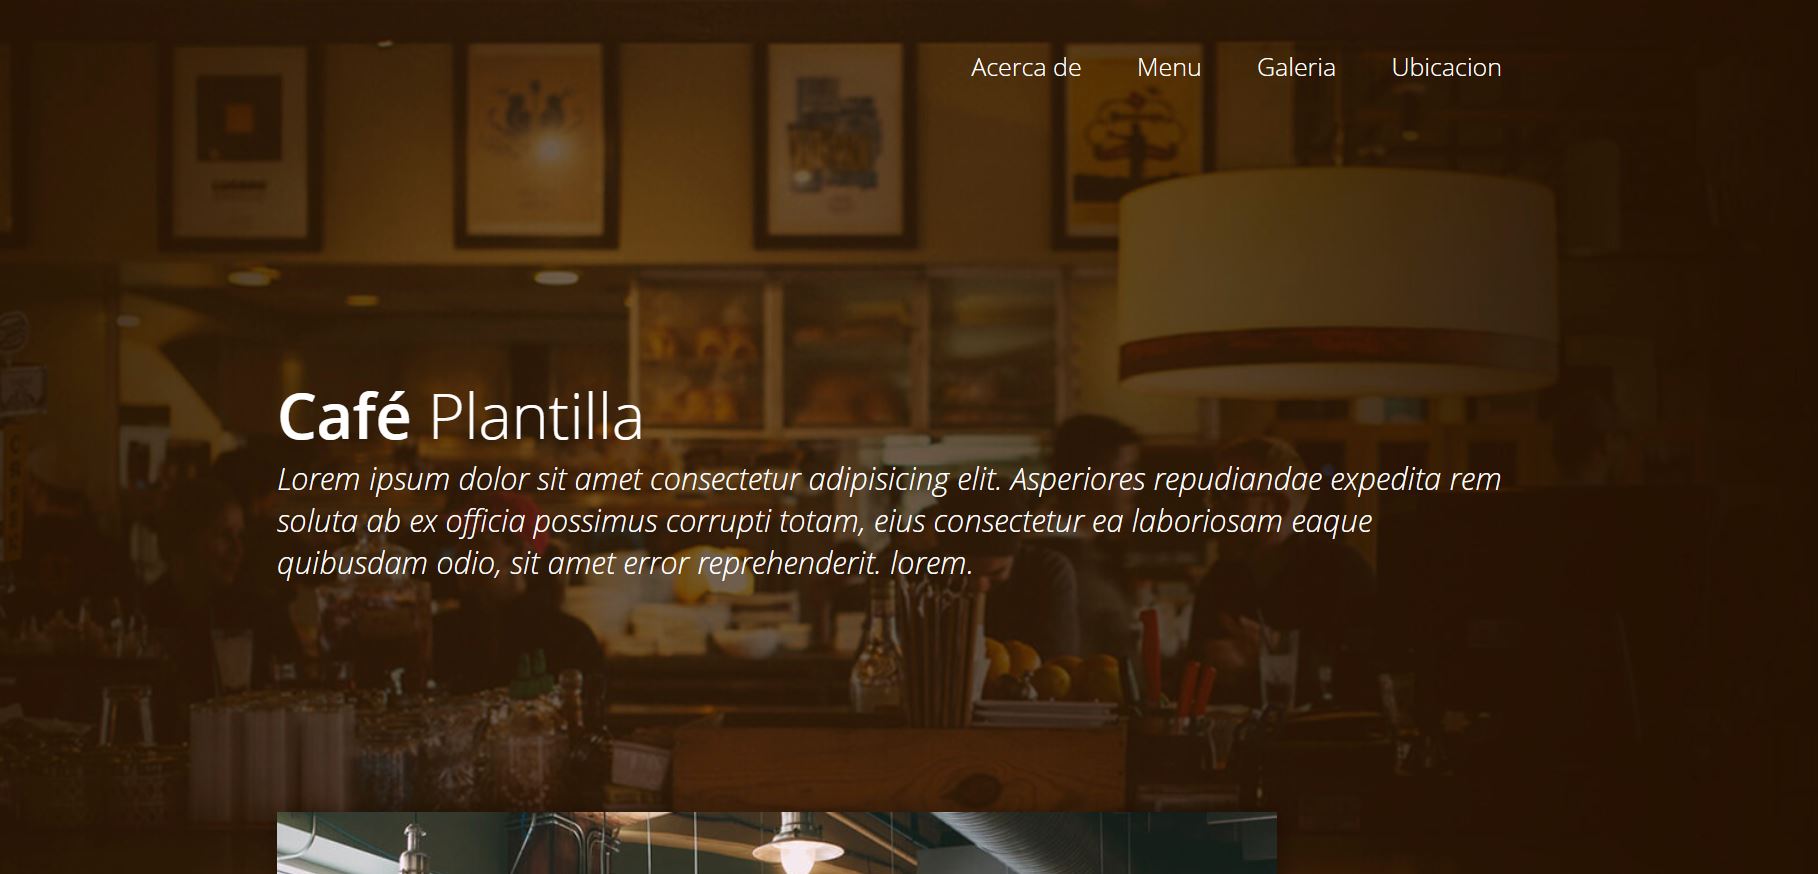 Acerca de Menu Galeria Ubicacion
Café Plantilla
Lorem ipsum dolor sit amet consectetur adipisicing elit. Asperiores repudiandae expedita rem
soluta ab ex officia possimus corrupti totam, eius consectetur ea laboriosam eaque
quibusdam odio, sit amet error reprehenderit. lorem.